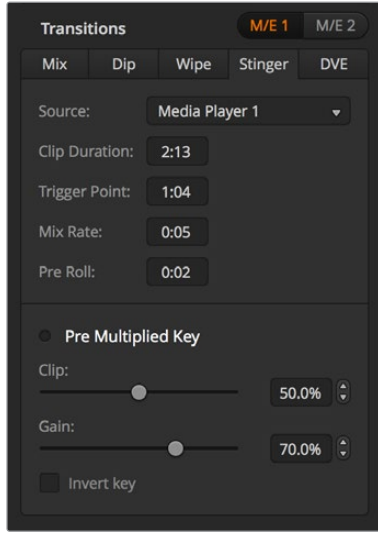 Transitions M/E 1 M/E 2
Mix Dip Wipe Stinger DVE
Source: Media Player 1
Clip Duration: 2:13
Trigger Point: 1:04
Mix Rate: 0:05
Pre Roll: 0:02
Pre Multiplied Key
Clip:
50.0%
Gain:
70.0%
Invert key